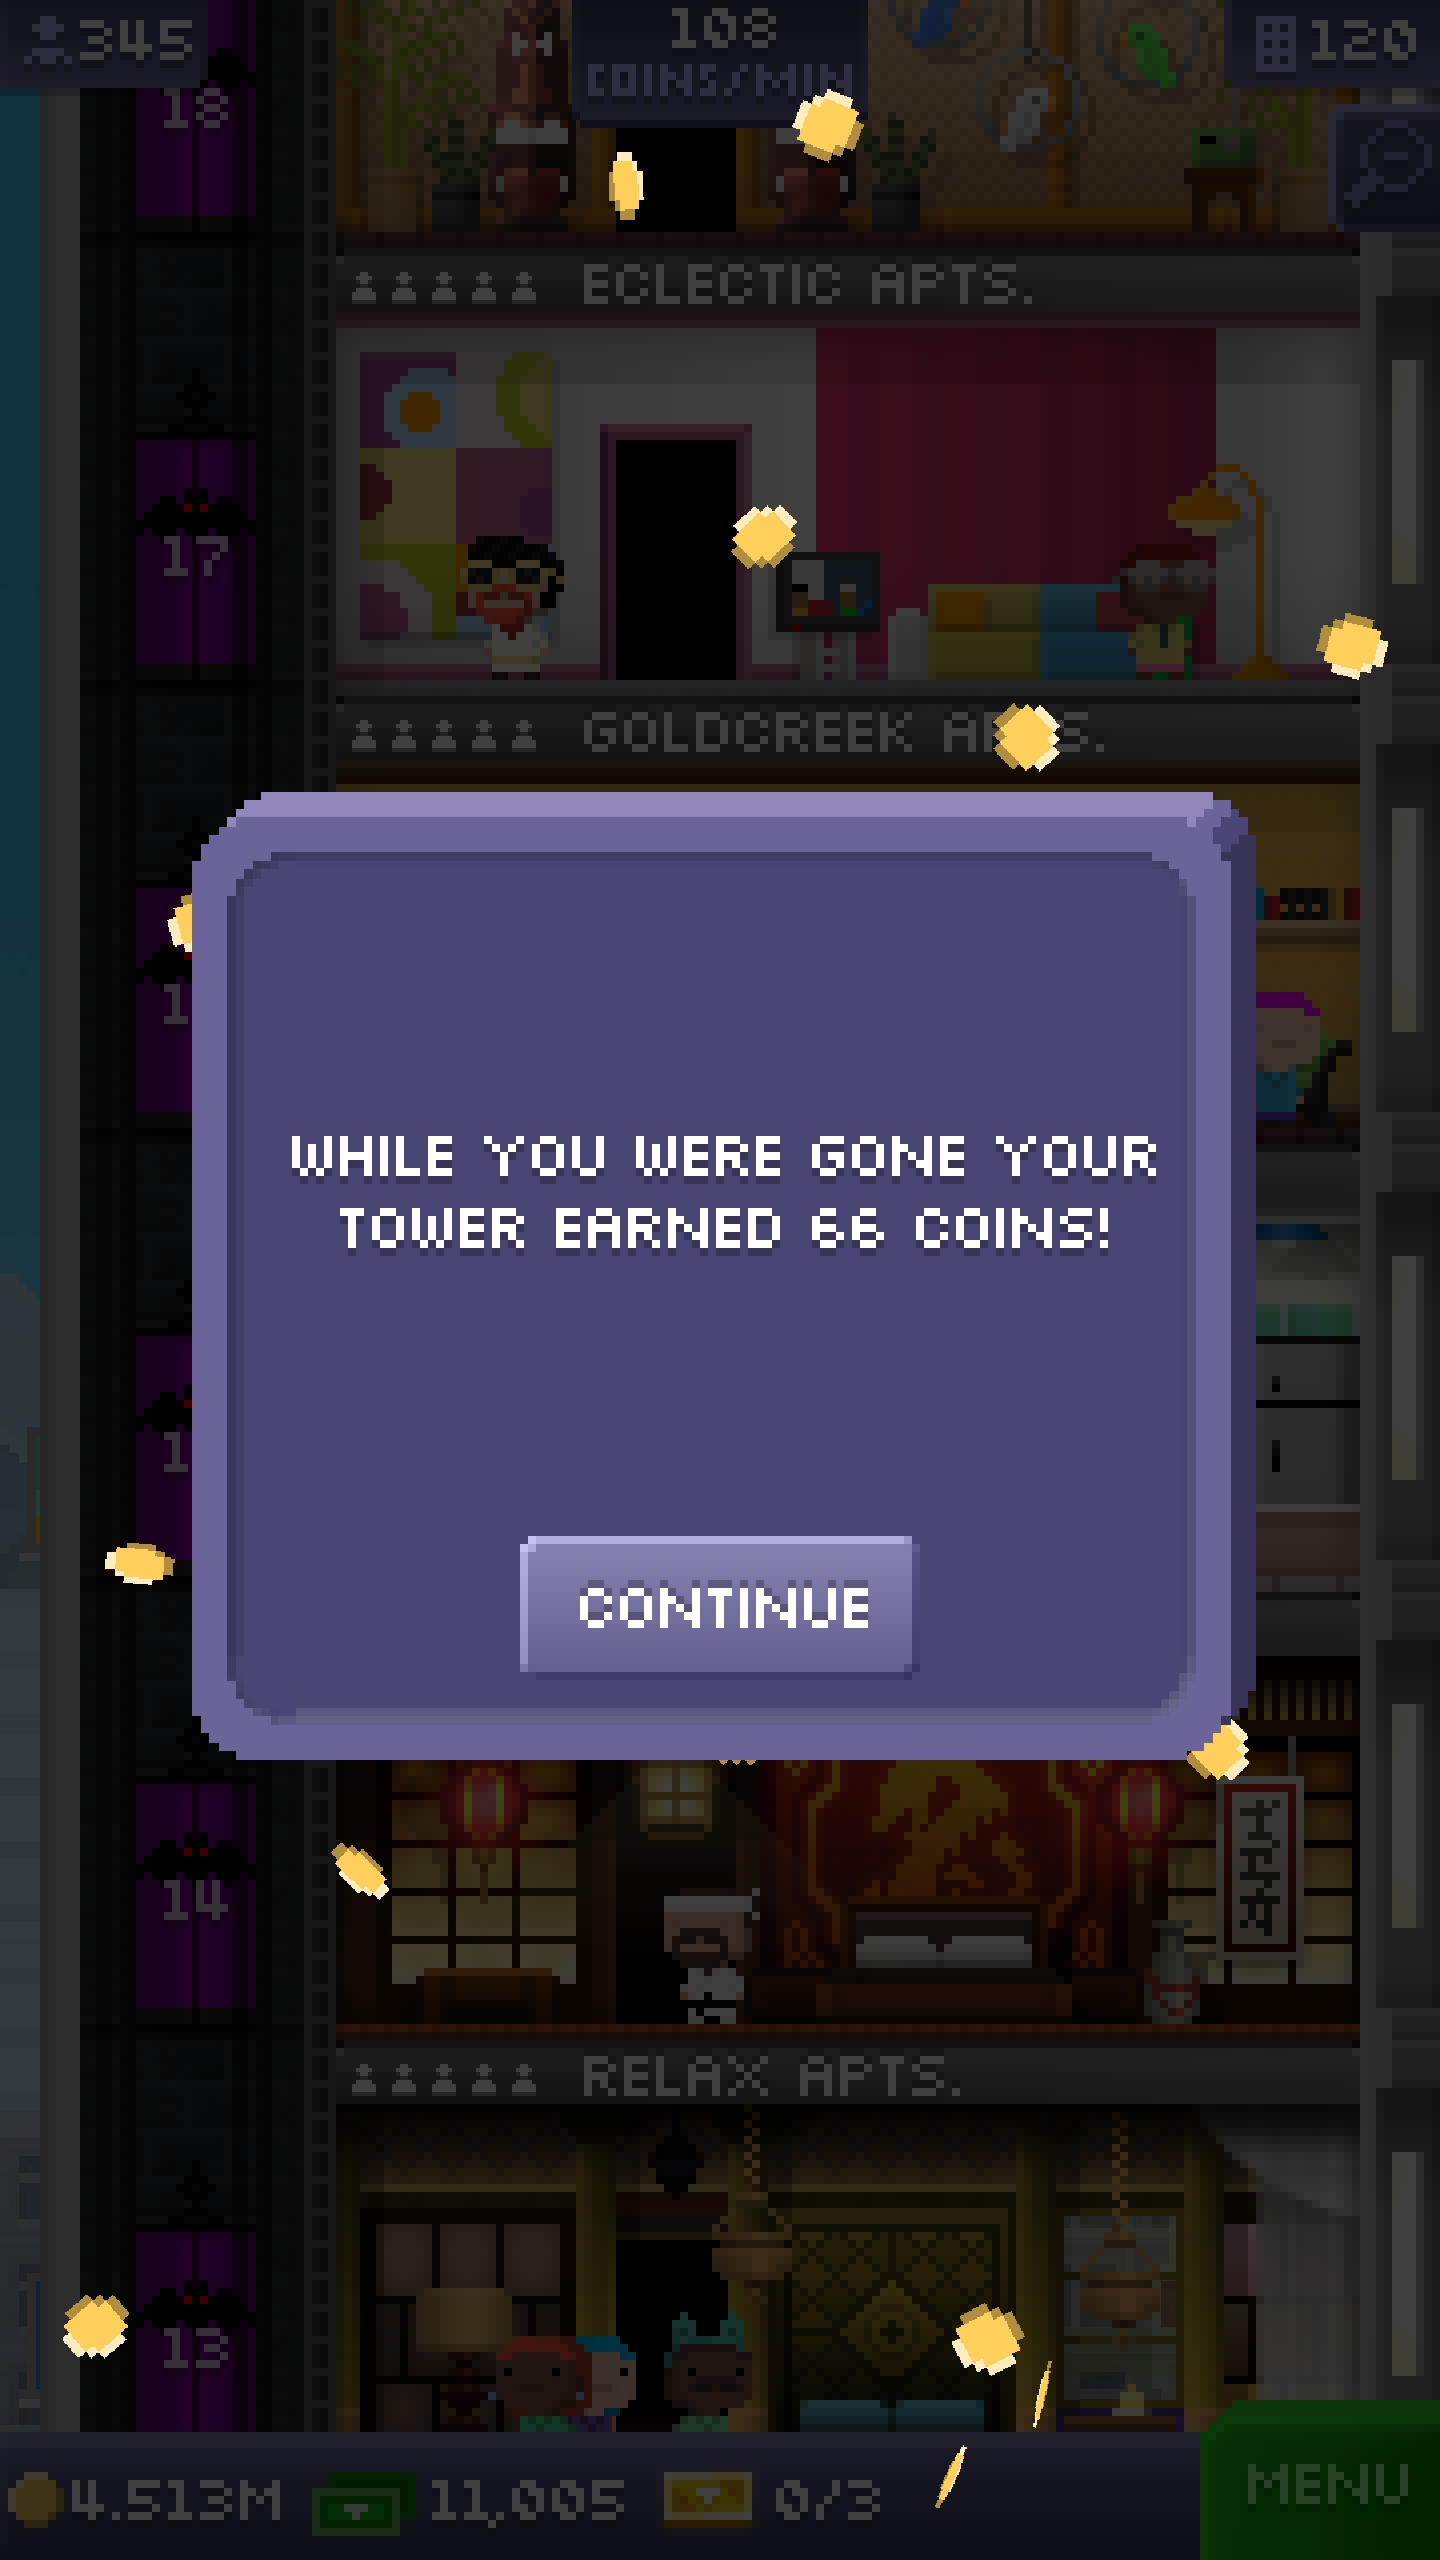 345
108
COINS/MIN
120
18
ECLECTIC APTS.
17
GOLDCREEK
WHILE YOU WERE GONE YOUR
TOWER EARNED 66 COINS!
CONTINUE
14
RELAX APTS.
13
4.513M
11,005
0/3
MENU